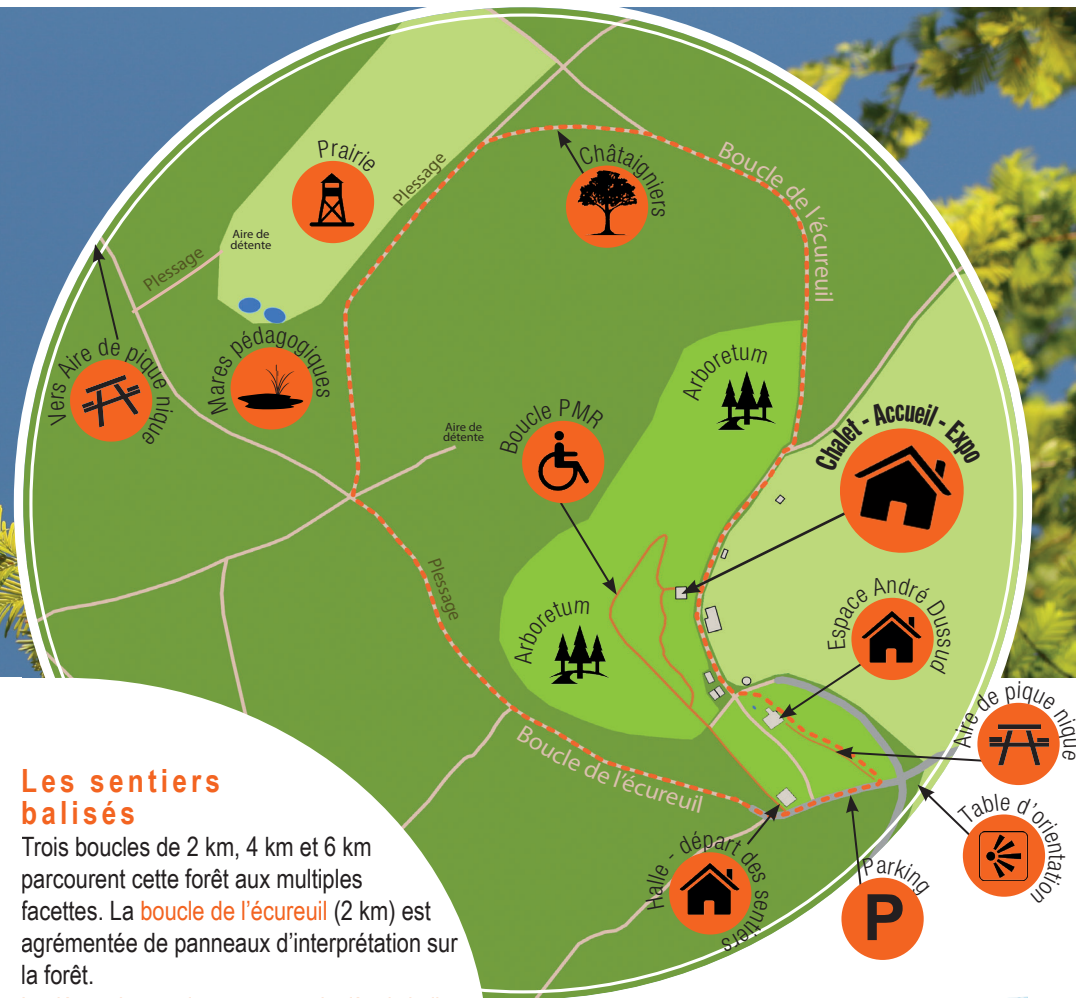 Prairie
Plessage
Châtaigniers
Boucle de l'écureuil
Aire de
détente
Plessage
Vers Aire de pique nique
Mares pédagogiques
Arboretum
Aire de
détente
Boucle PMR
Chalet - Accueil - Expo
Plessage
Arboretum
Espace André Dussud
Aire de pique nique
Boucle de l'écureuil
Table d'orientation
Halle - départ des sentiers
Parking
P
Les sentiers
balisés
Trois boucles de 2 km, 4 km et 6 km
parcourent cette forêt aux multiples
facettes. La boucle de l'écureuil (2 km) est
agrémentée de panneaux d'interprétation sur
la forêt.